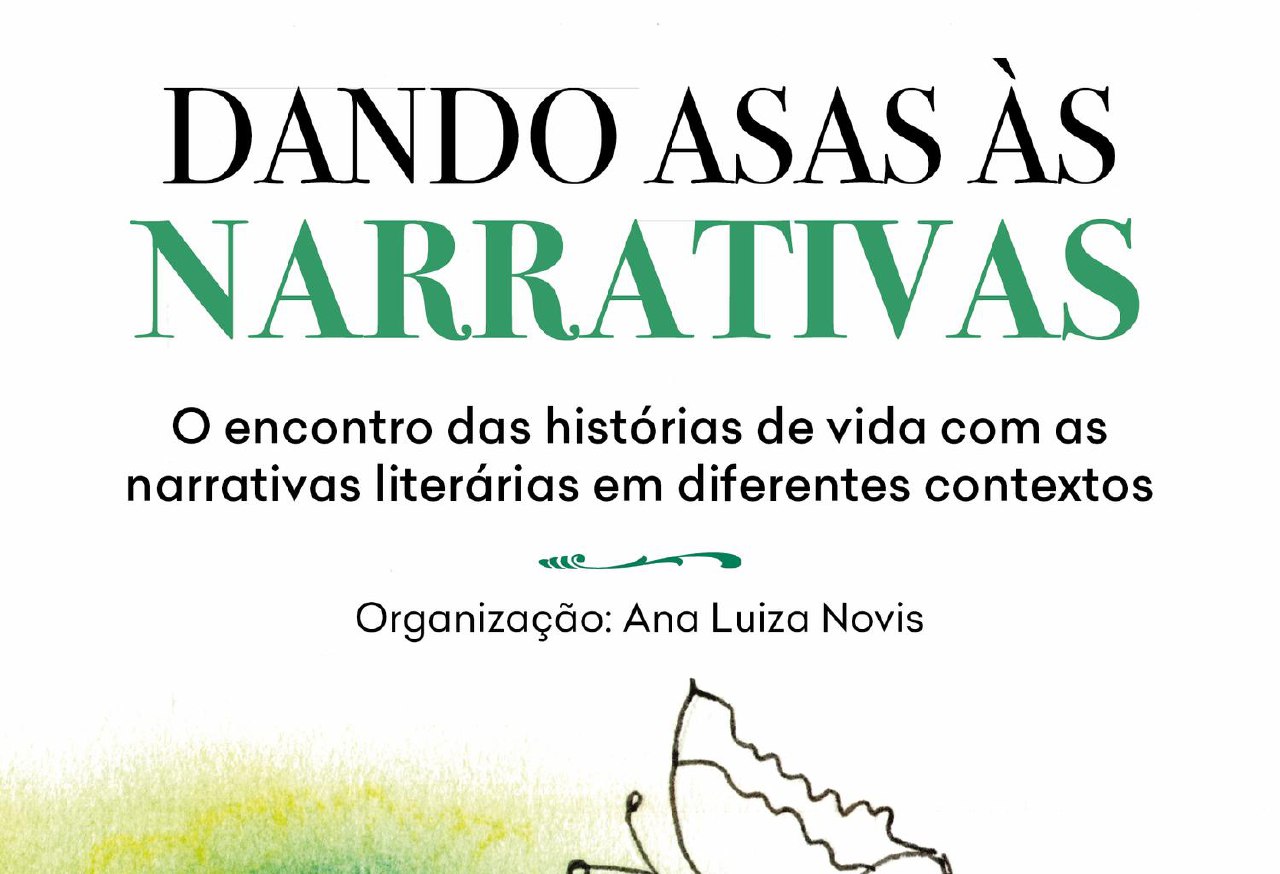 DANDO ASAS ÀS
NARRATIVAS
O encontro das histórias de vida com as
narrativas literárias em diferentes contextos
Organização: Ana Luiza Novis